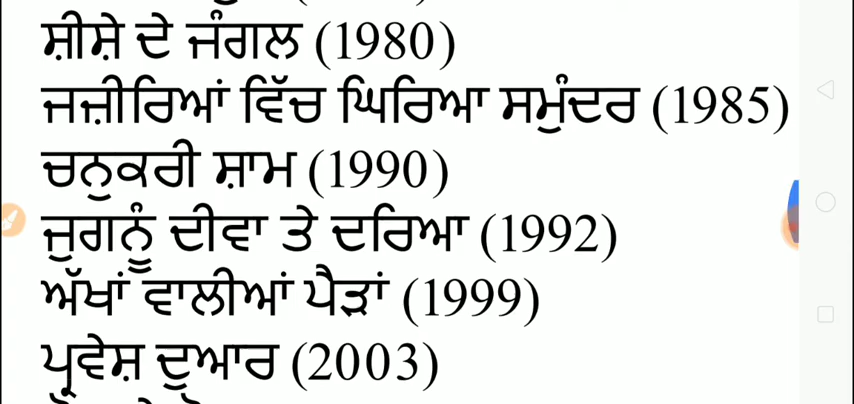 ਸ਼ੀਸ਼ੇ ਦੇ ਜੰਗਲ (1980)
ਜਜ਼ੀਰਿਆਂ ਵਿੱਚ ਘਿਰਿਆ ਸਮੁੰਦਰ (1985)
ਚਨੁਕਰੀ ਸ਼ਾਮ (1990)
ਜੁਗਨੂੰ ਦੀਵਾ ਤੇ ਦਰਿਆ (1992)
ਅੱਖਾਂ ਵਾਲੀਆਂ ਪੈੜਾਂ (1999)
ਪ੍ਰਵੇਸ਼ ਦੁਆਰ (2003)